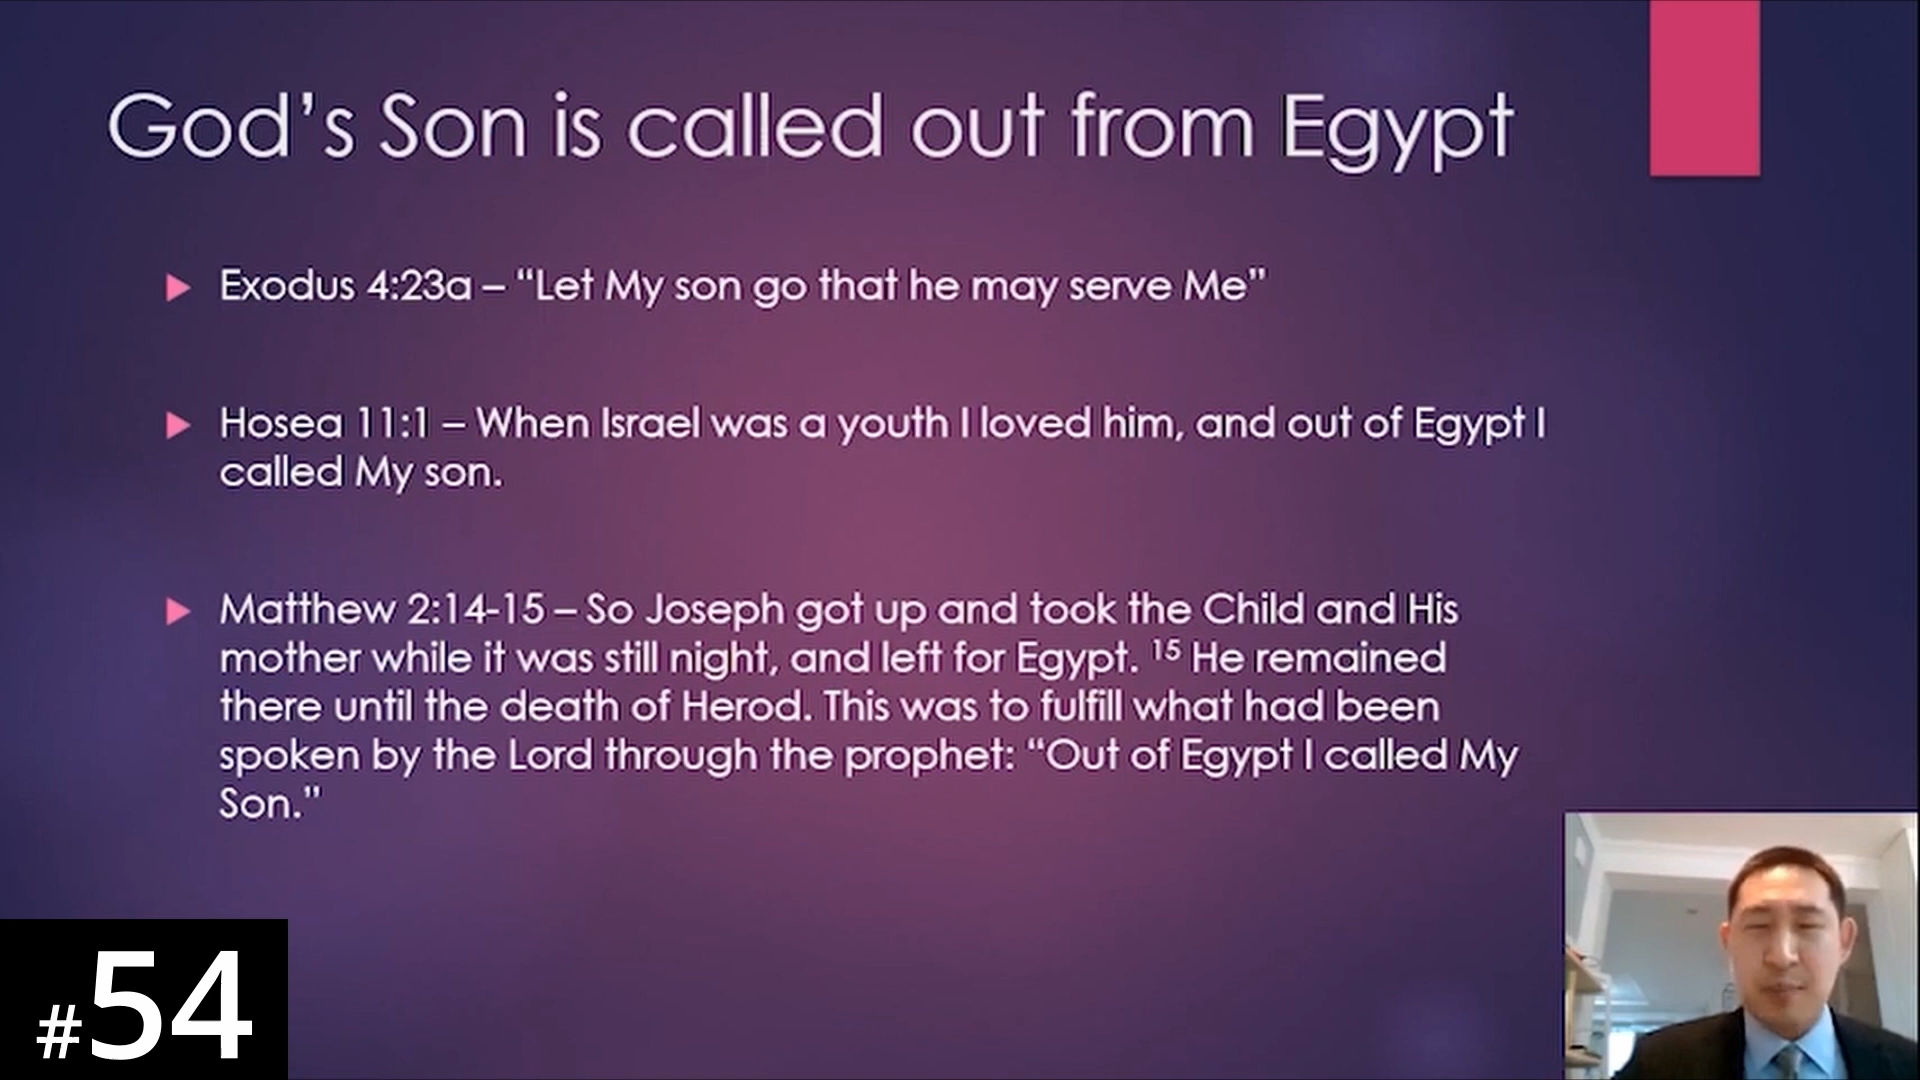 God’s Son is called out from Egypt
Exodus 4:23a – “Let My son go that he may serve Me”
Hosea 11:1 – When Israel was a youth I loved him, and out of Egypt I
called My son.
Matthew 2:14-15 – So Joseph got up and took the Child and His
mother while it was still night, and left for Egypt. ¹⁵ He remained
there until the death of Herod. This was to fulfill what had been
spoken by the Lord through the prophet: “Out of Egypt I called My
Son.”
#54